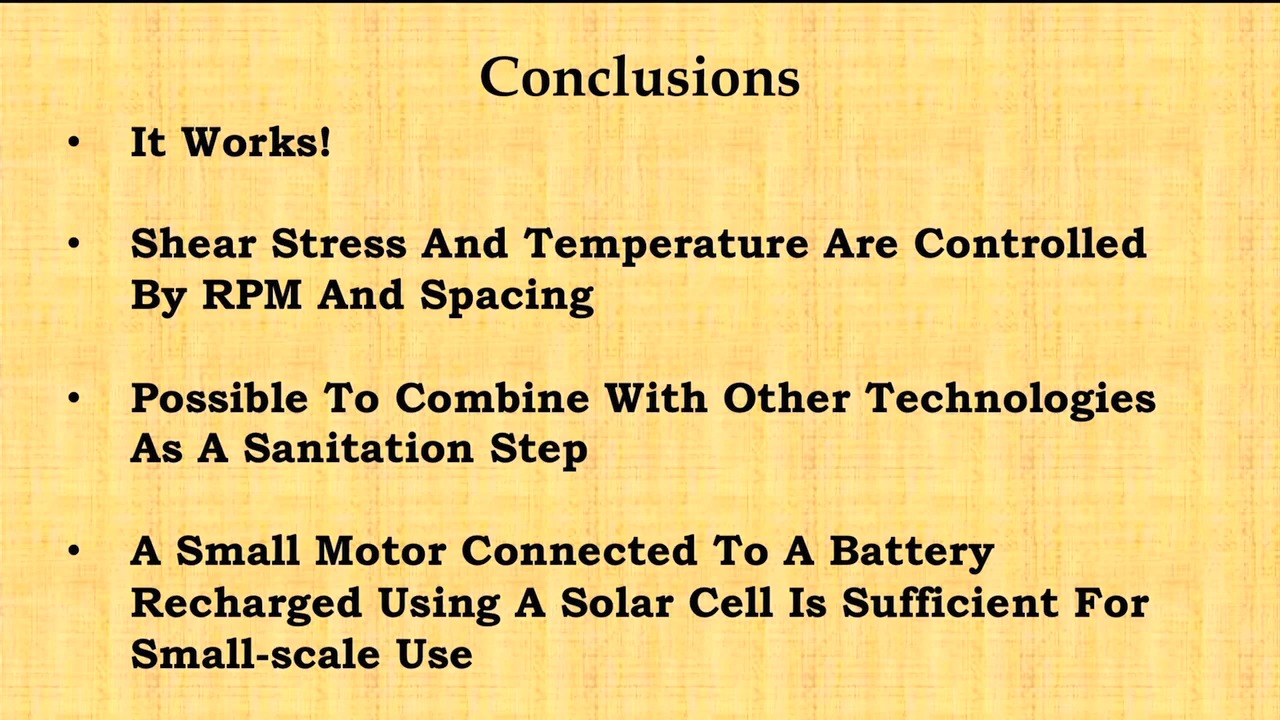 Conclusions
• It Works!
• Shear Stress And Temperature Are Controlled
By RPM And Spacing
• Possible To Combine With Other Technologies
As A Sanitation Step
• A Small Motor Connected To A Battery
Recharged Using A Solar Cell Is Sufficient For
Small-scale Use